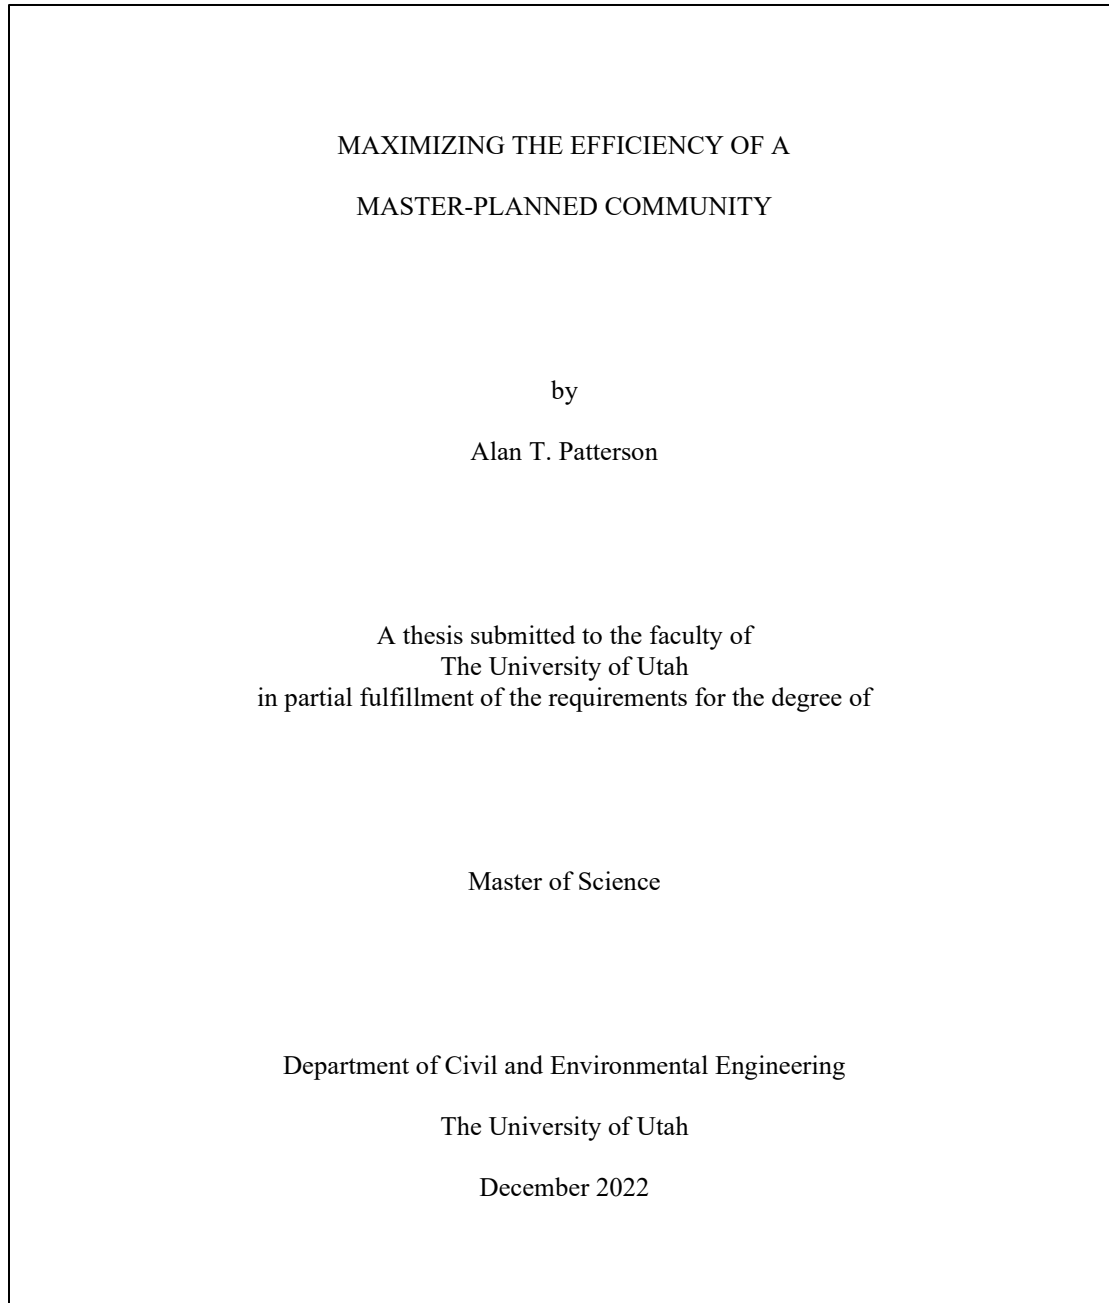 MAXIMIZING THE EFFICIENCY OF A
MASTER-PLANNED COMMUNITY
by
Alan T. Patterson
A thesis submitted to the faculty of
The University of Utah
in partial fulfillment of the requirements for the degree of
Master of Science
Department of Civil and Environmental Engineering
The University of Utah
December 2022